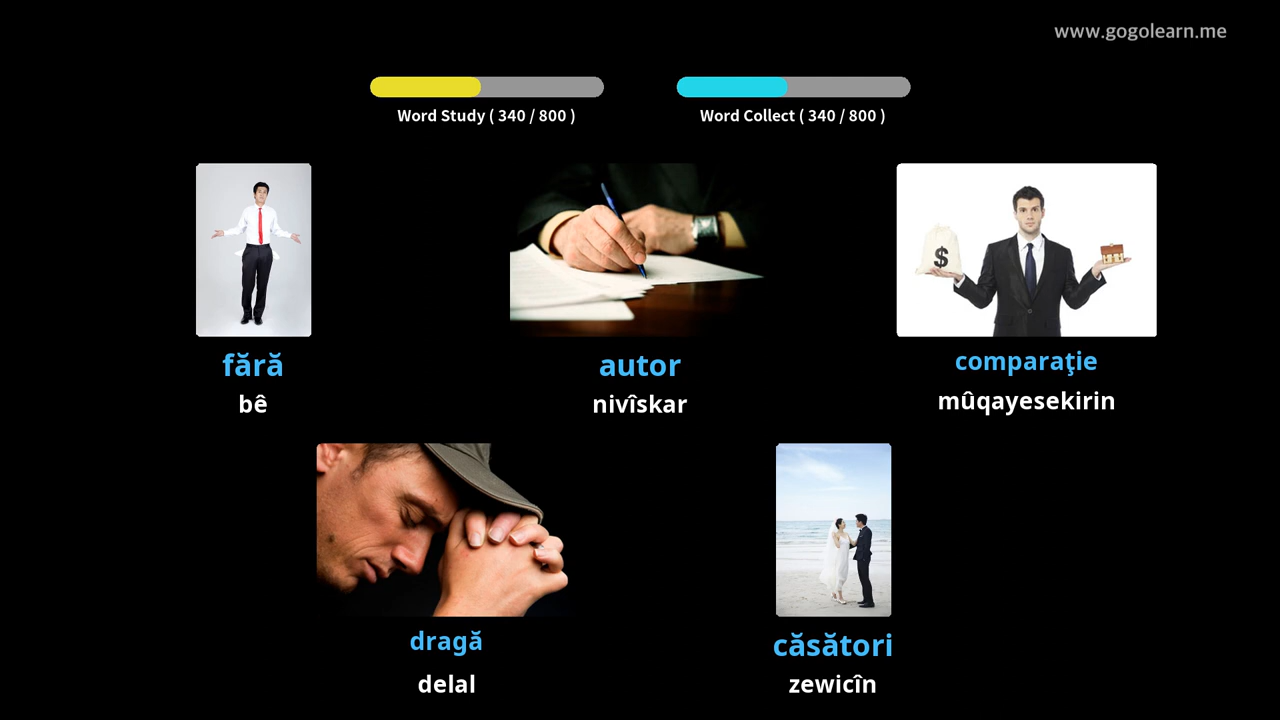 www.gogolearn.me
Word Study ( 340 / 800 )
Word Collect ( 340 / 800 )
fără
bê
autor
nivîskar
comparaţie
mûqayesekirin
dragă
delal
căsători
zewicîn